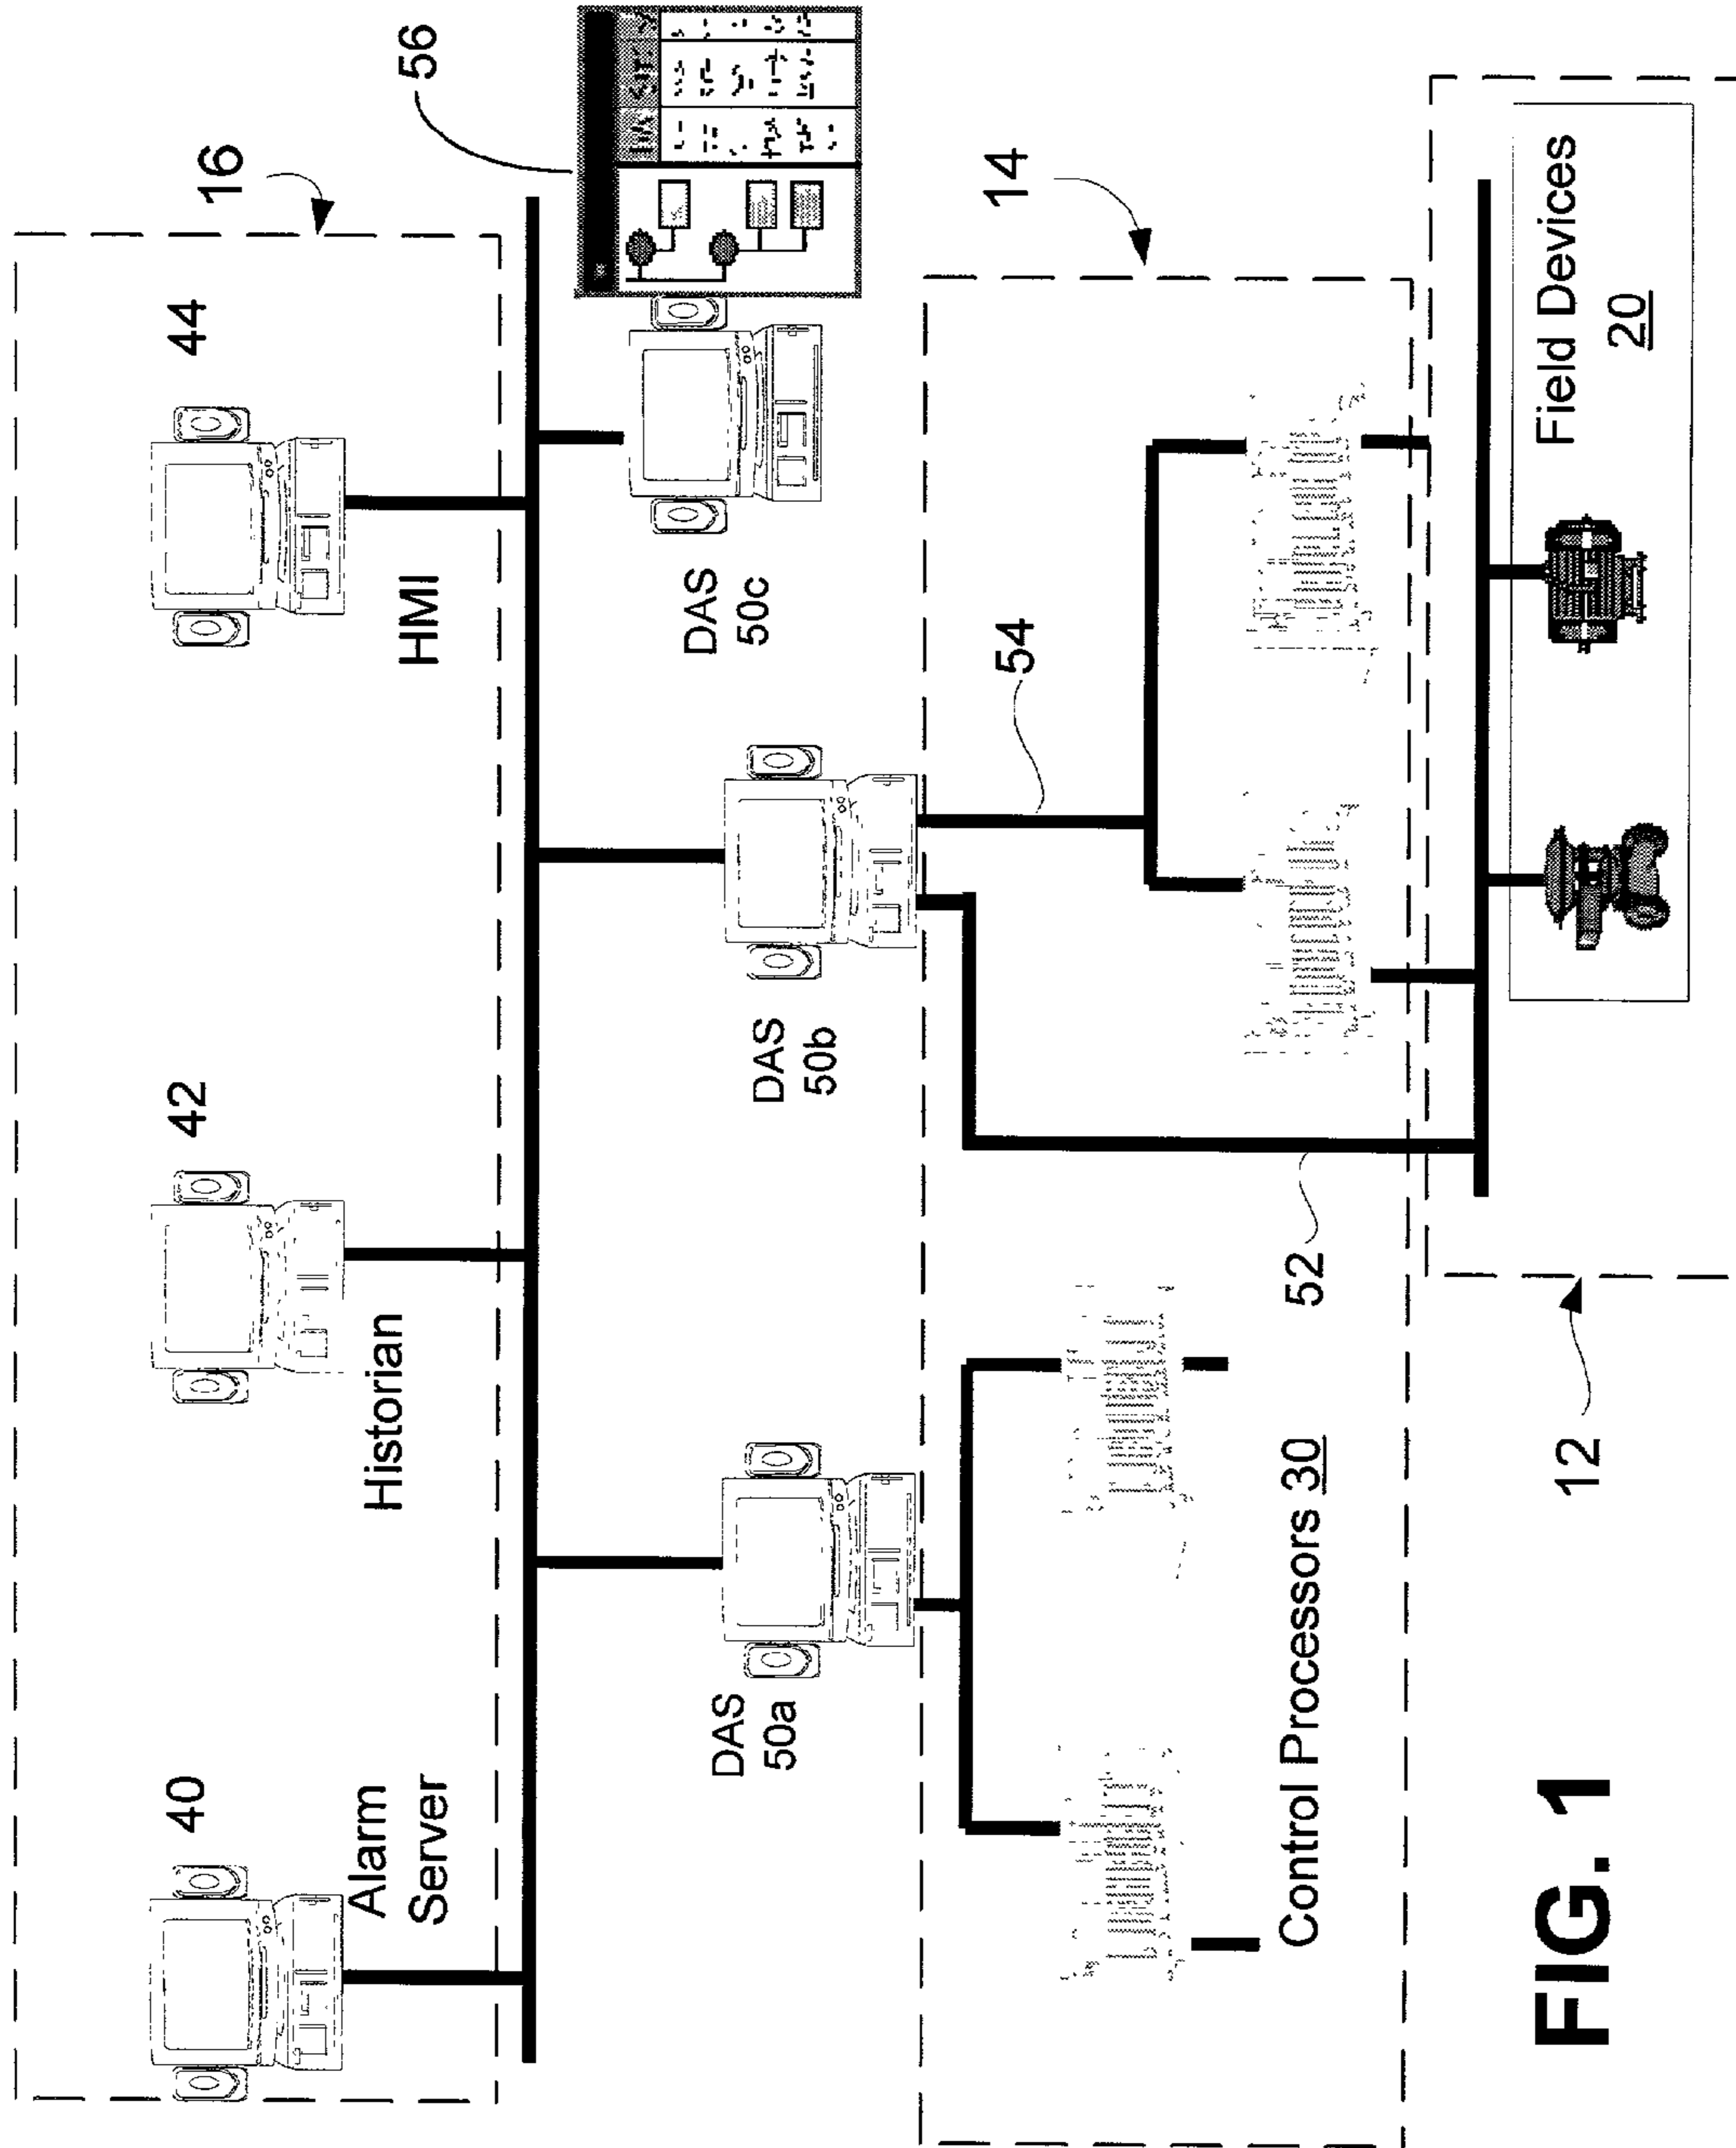 16
56
40
42
44
Alarm
Server
Historian
HMI
DAS
50a
DAS
50b
DAS
50c
14
54
52
Control Processors 30
12
Field Devices
20
FIG. 1